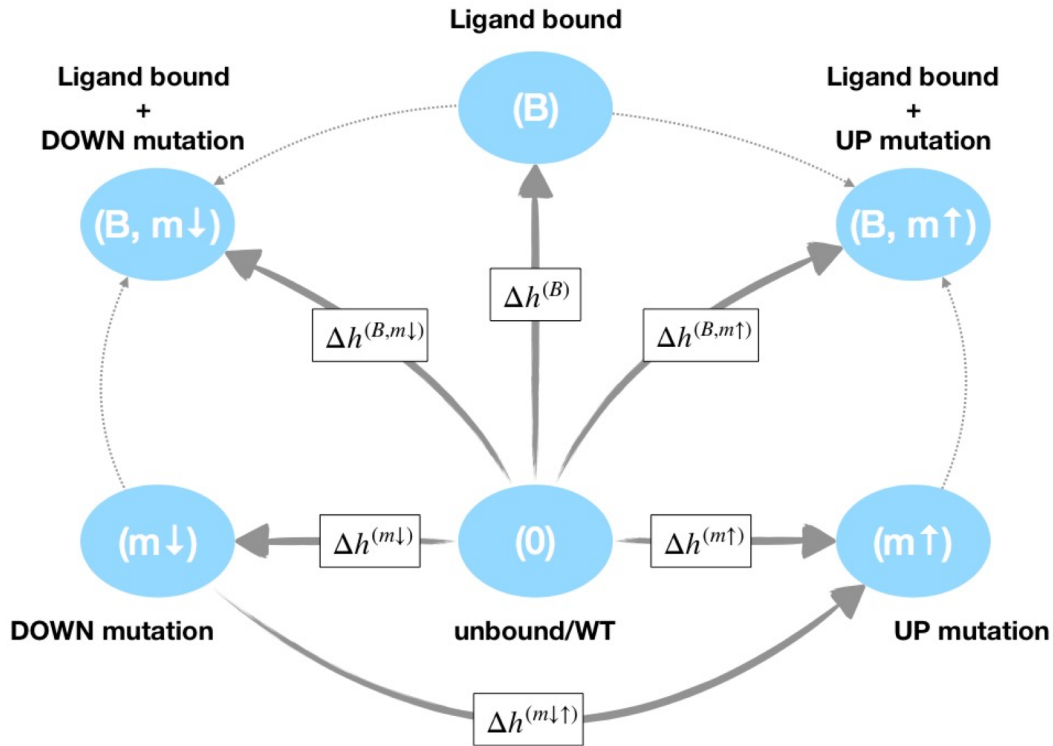 Ligand bound
Ligand bound
+
DOWN mutation
Ligand bound
+
UP mutation
(B)
(B, m↓)
(B, m↑)
Δh^(B)
Δh^(B,m↓)
Δh^(B,m↑)
(m↓)
Δh^(m↓)
(0)
Δh^(m↑)
(m↑)
DOWN mutation
unbound/WT
UP mutation
Δh^(m↓↑)